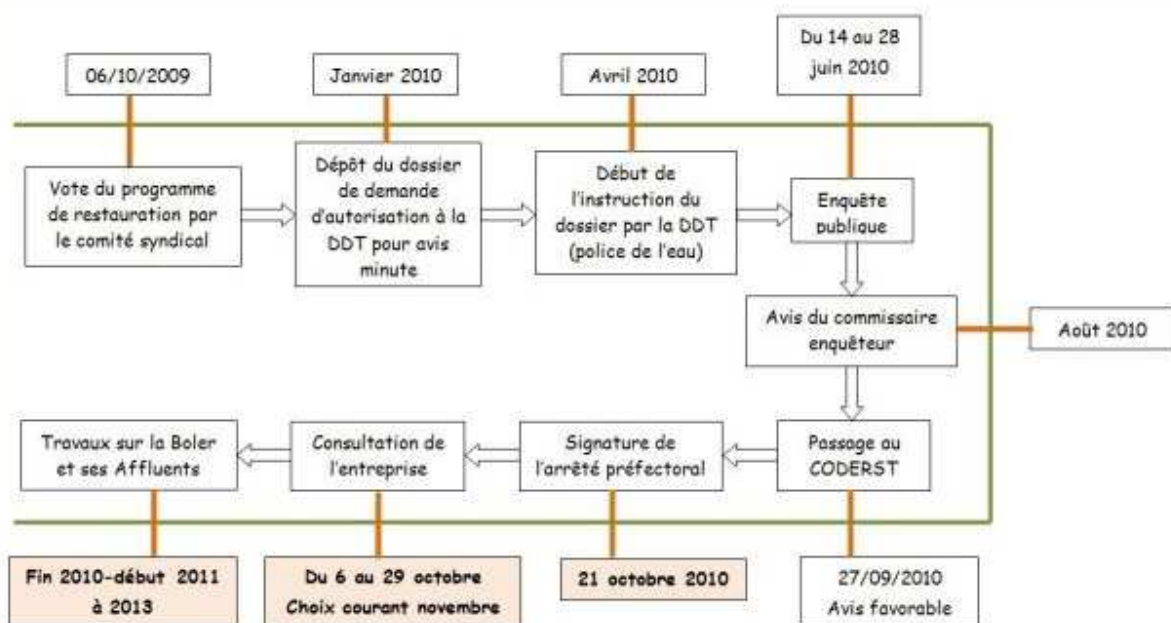 06/10/2009
Janvier 2010
Avril 2010
Du 14 au 28
juin 2010
Vote du programme
de restauration par
le comité syndical
Dépôt du dossier
de demande
d'autorisation à la
DDT pour avis
minute
Début de
l'instruction du
dossier par la DDT
(police de l'eau)
Enquête
publique
Avis du commissaire
enquêteur
Août 2010
Travaux sur la Boler
et ses Affluents
Consultation de
l'entreprise
Signature de
l'arrêté préfectoral
Passage au
CODERST
Fin 2010-début 2011
à 2013
Du 6 au 29 octobre
Choix courant novembre
21 octobre 2010
27/09/2010
Avis favorable